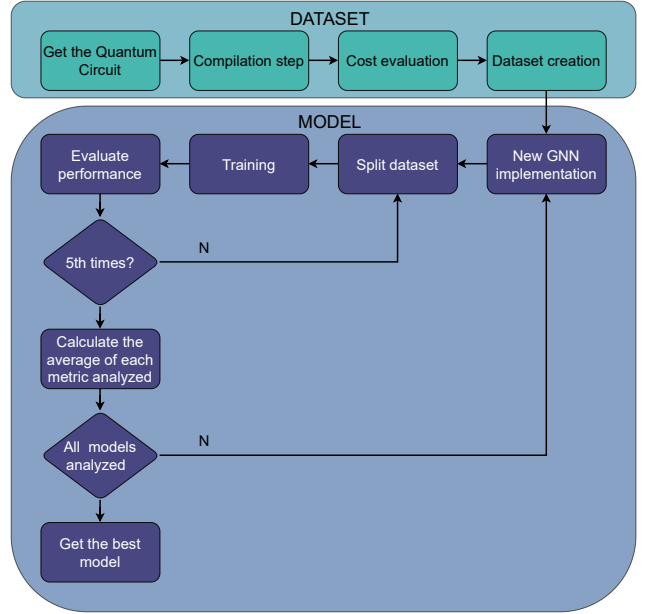 DATASET
Get the Quantum
Circuit
Compilation step
Cost evaluation
Dataset creation
MODEL
Evaluate
performance
Training
Split dataset
New GNN
implementation
5th times?
N
Calculate the
average of each
metric analyzed
All models
analyzed
N
Get the best
model